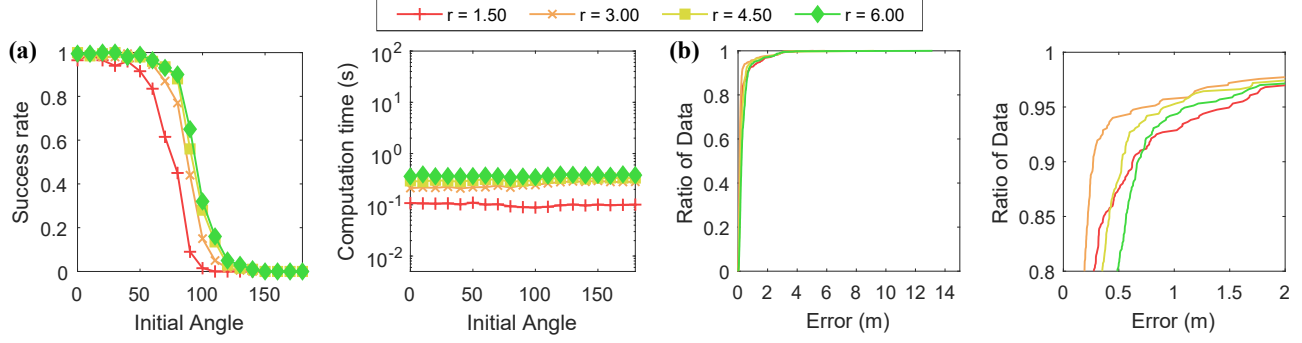 r = 1.50 r = 3.00 r = 4.50 r = 6.00
(a)
Success rate
1
0.8
0.6
0.4
0.2
0
0 50 100 150
Initial Angle
Computation time (s)
10^2
10^0
10^-1
10^-2
0 50 100 150
Initial Angle
(b)
Ratio of Data
1
0.8
0.6
0.4
0.2
0
0 2 4 6 8 10 12 14
Error (m)
Ratio of Data
1
0.95
0.9
0.85
0.8
0 0.5 1 1.5 2
Error (m)